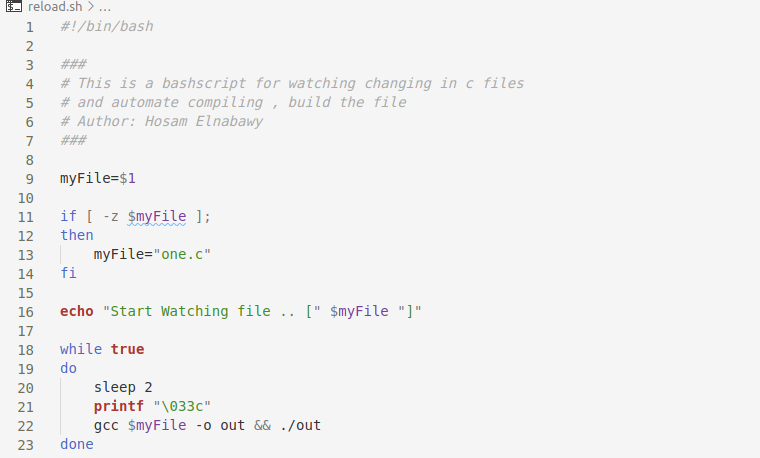 reload.sh > ...
1 #!/bin/bash
2
3 ###
4 # This is a bashscript for watching changing in c files
5 # and automate compiling , build the file
6 # Author: Hosam Elnabawy
7 ###
8
9 myFile=$1
10
11 if [ -z $myFile ];
12 then
13     myFile="one.c"
14 fi
15
16 echo "Start Watching file .. [" $myFile "]"
17
18 while true
19 do
20     sleep 2
21     printf "\033c"
22     gcc $myFile -o out && ./out
23 done